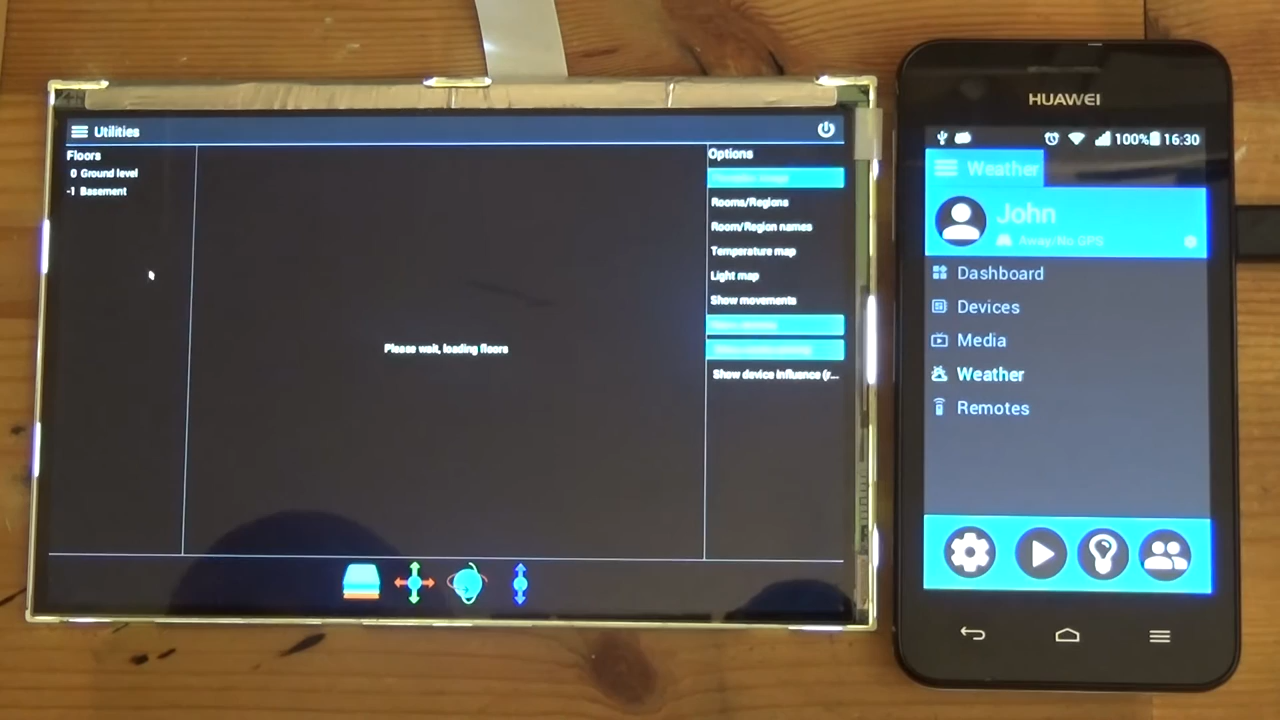 Utilities
Floors
0 Ground level
-1 Basement
Please wait, loading floors
Options
Rooms/Regions
Room/Region names
Temperature map
Light map
Show movements
Show device influence (r...
HUAWEI
100% 16:30
Weather
John
Away/No GPS
Dashboard
Devices
Media
Weather
Remotes